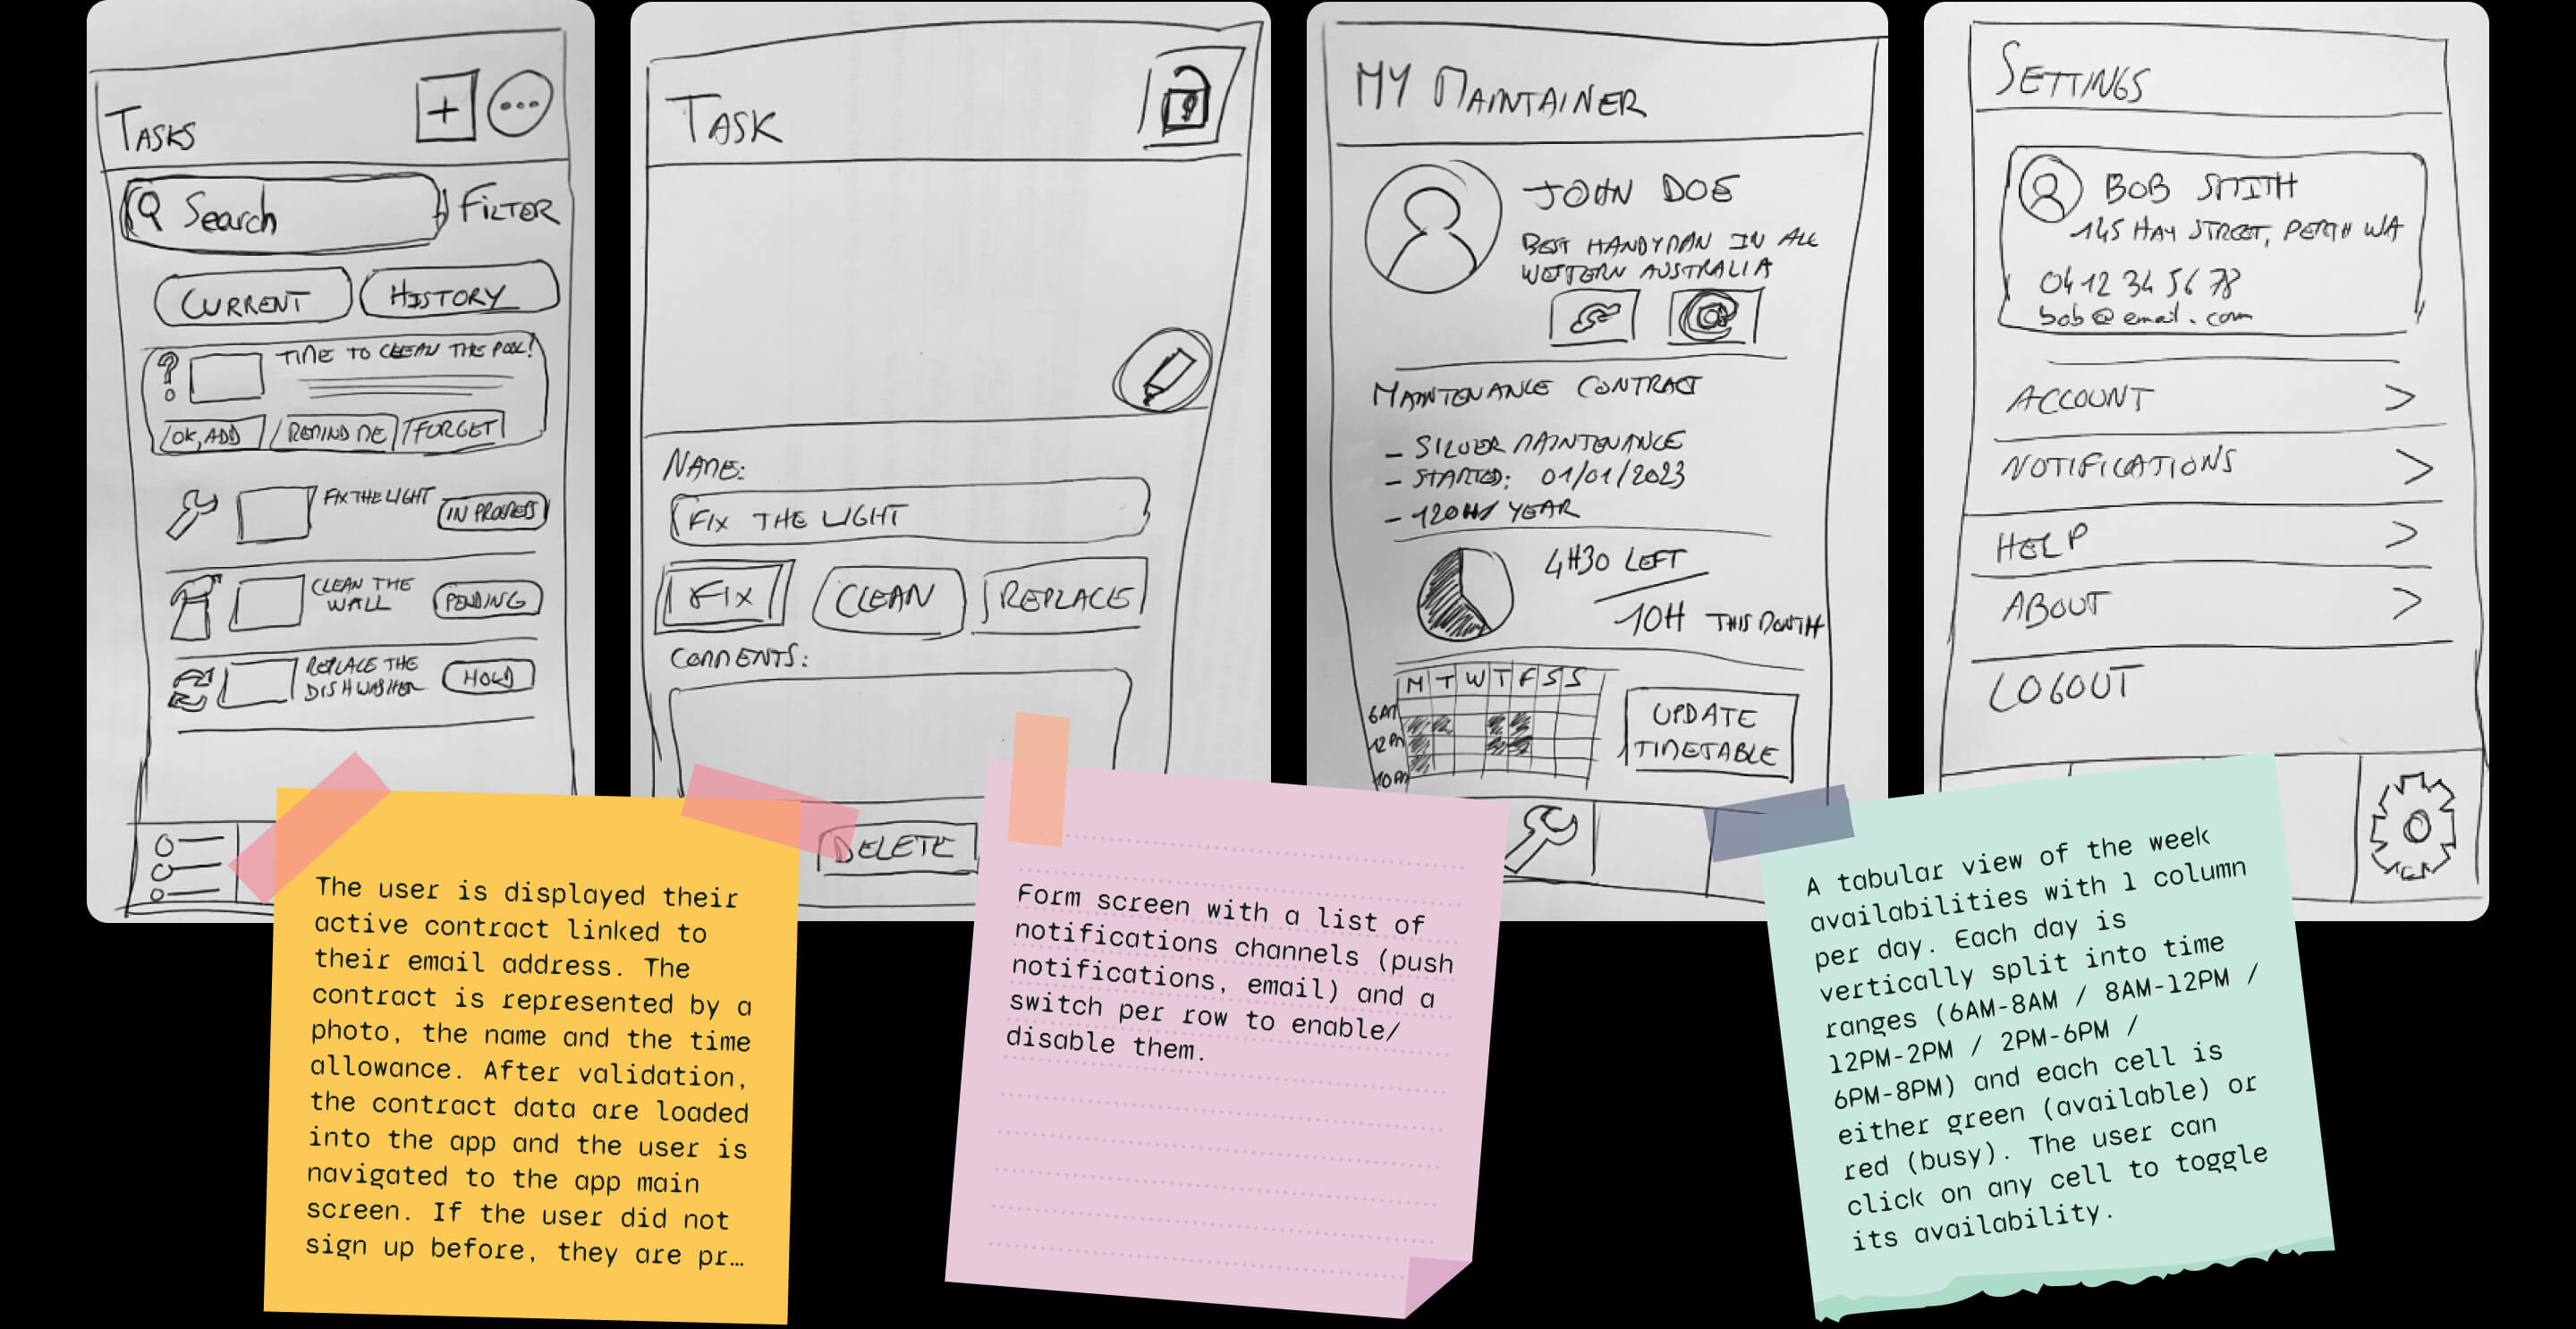 TASKS
+
Search
FILTER
CURRENT
HISTORY
?
TIME TO CLEAN THE POOL!
OK, ADD
REMIND ME
FORGET
FIX THE LIGHT
IN PROGRESS
CLEAN THE
WALL
PENDING
REPLACE THE
DISHWASHER
HOLD
TASK
NAME:
FIX THE LIGHT
FIX
CLEAN
REPLACE
COMMENTS:
DELETE
MY MAINTAINER
JOHN DOE
BEST HANDYMAN IN ALL
WESTERN AUSTRALIA
@
MAINTENANCE CONTRACT
- SILVER MAINTENANCE
- STARTED: 01/01/2023
- 120H/YEAR
4H30 LEFT
10H THIS MONTH
M T W T F S S
6AM
12PM
10PM
UPDATE
TIMETABLE
SETTINGS
BOB SMITH
145 HAY STREET, PERTH WA
04 12 34 56 78
bob@email.com
ACCOUNT >
NOTIFICATIONS >
HELP >
ABOUT >
LOGOUT
The user is displayed their
active contract linked to
their email address. The
contract is represented by a
photo, the name and the time
allowance. After validation,
the contract data are loaded
into the app and the user is
navigated to the app main
screen. If the user did not
sign up before, they are pr…
Form screen with a list of
notifications channels (push
notifications, email) and a
switch per row to enable/
disable them.
A tabular view of the week
availabilities with 1 column
per day. Each day is
vertically split into time
ranges (6AM-8AM / 8AM-12PM /
12PM-2PM / 2PM-6PM /
6PM-8PM) and each cell is
either green (available) or
red (busy). The user can
click on any cell to toggle
its availability.